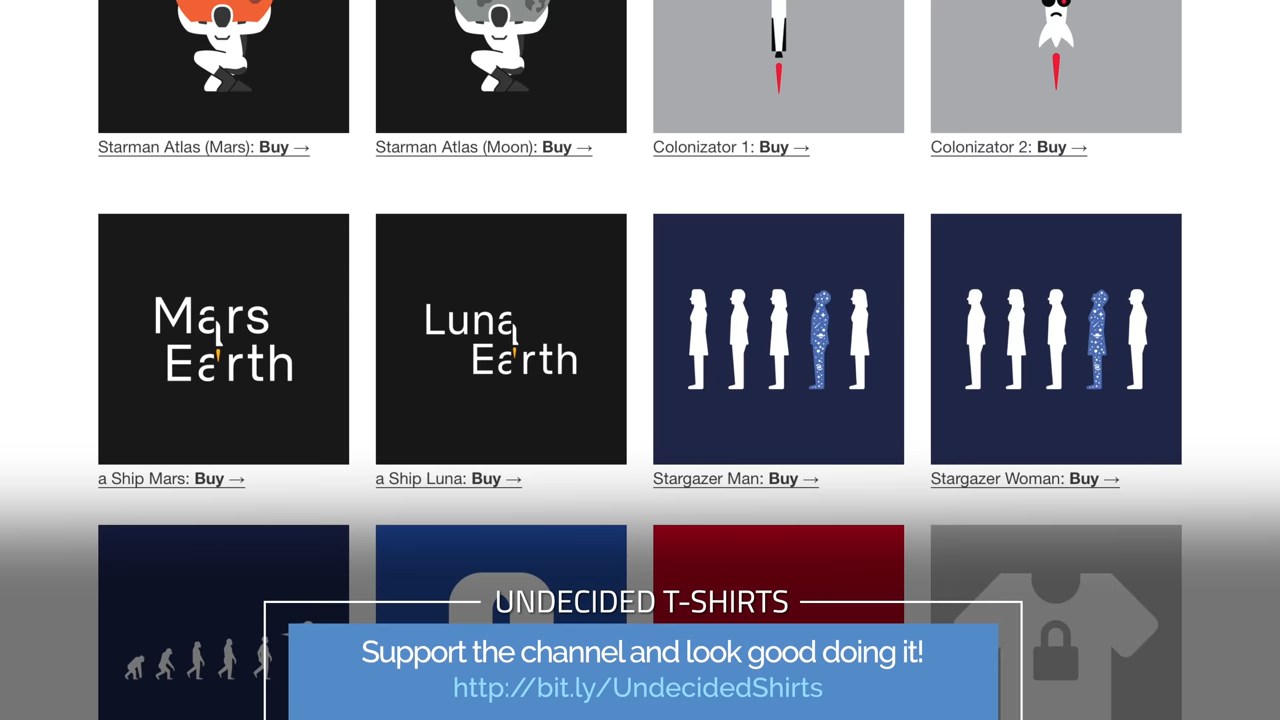 Starman Atlas (Mars): Buy →
Starman Atlas (Moon): Buy →
Colonizator 1: Buy →
Colonizator 2: Buy →
Mars
Earth
Luna
Earth
a Ship Mars: Buy →
a Ship Luna: Buy →
Stargazer Man: Buy →
Stargazer Woman: Buy →
UNDECIDED T-SHIRTS
Support the channel and look good doing it!
http://bit.ly/UndecidedShirts